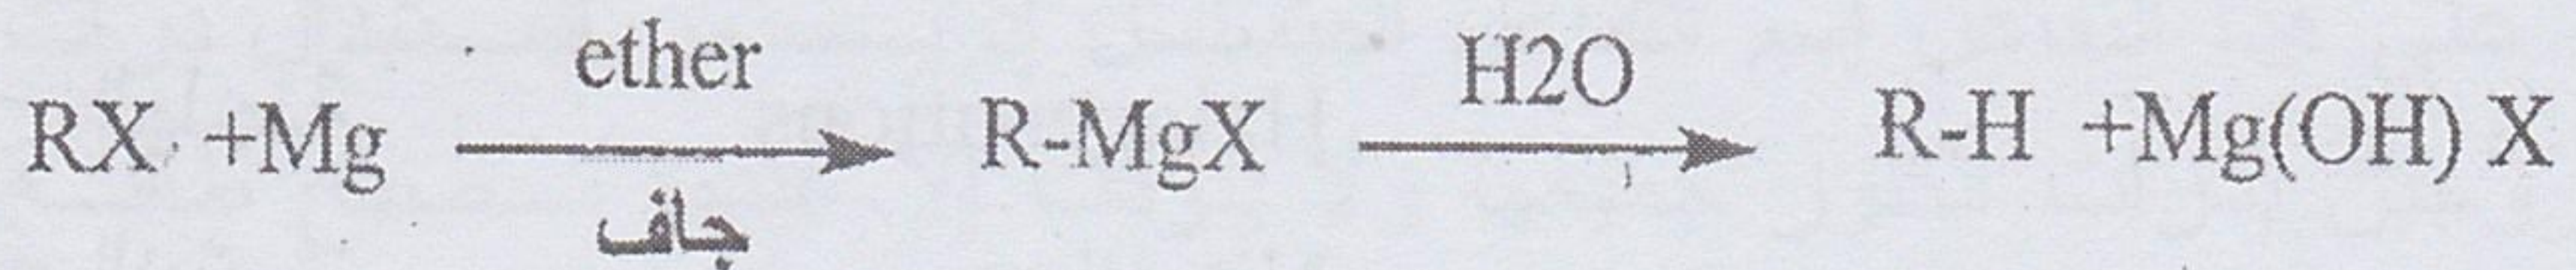 ether H2O
RX +Mg R-MgX R-H +Mg(OH) X
جاف